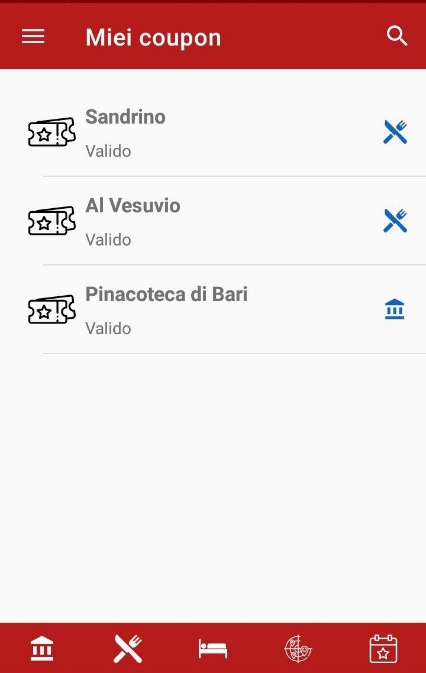 Miei coupon
Sandrino
Valido
Al Vesuvio
Valido
Pinacoteca di Bari
Valido